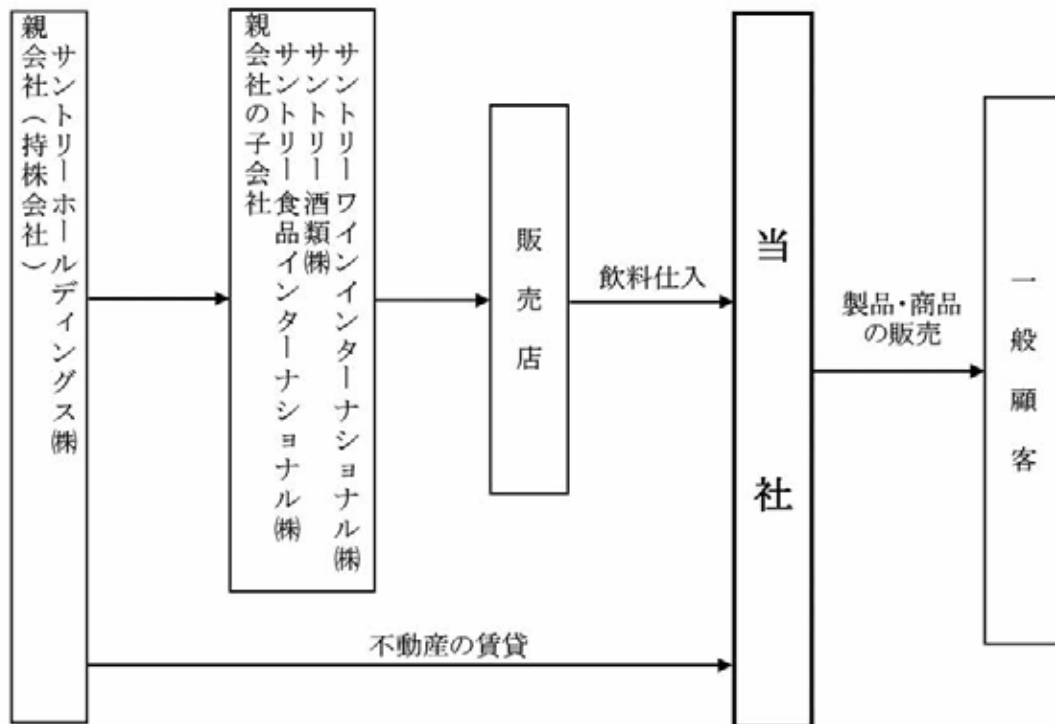 親会社（持株会社）
サントリーホールディングス㈱
親会社の子会社
サントリー食品インターナショナル㈱
サントリー酒類㈱
サントリーワインインターナショナル㈱
販売店
飲料仕入
当社
製品・商品
の販売
一般顧客
不動産の賃貸